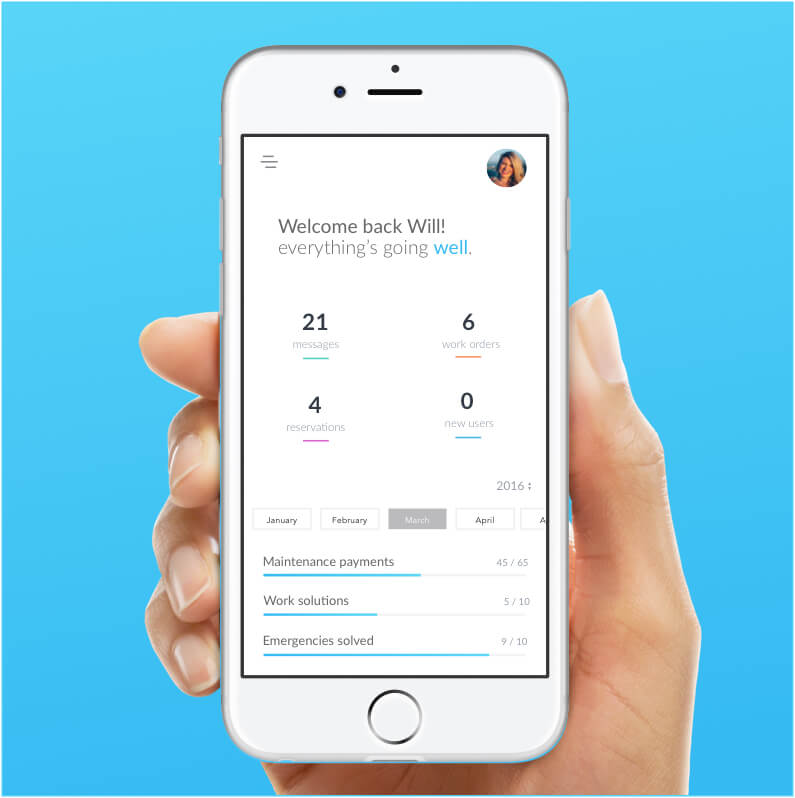 Welcome back Will!
everything's going well.
21
messages
6
work orders
4
reservations
0
new users
2016
January
February
March
April
A
Maintenance payments
45 / 65
Work solutions
5 / 10
Emergencies solved
9 / 10